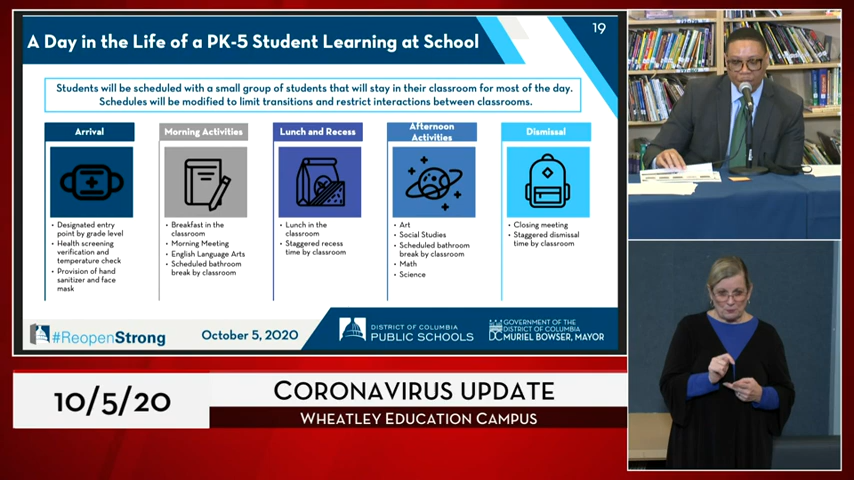 19
A Day in the Life of a PK-5 Student Learning at School
Students will be scheduled with a small group of students that will stay in their classroom for most of the day.
Schedules will be modified to limit transitions and restrict interactions between classrooms.
Arrival
• Designated entry
point by grade level
• Health screening
verification and
temperature check
• Provision of hand
sanitizer and face
mask
Morning Activities
• Breakfast in the
classroom
• Morning Meeting
• English Language Arts
• Scheduled bathroom
break by classroom
Lunch and Recess
• Lunch in the
classroom
• Staggered recess
time by classroom
Afternoon
Activities
• Art
• Social Studies
• Scheduled bathroom
break by classroom
• Math
• Science
Dismissal
• Closing meeting
• Staggered dismissal
time by classroom
#ReopenStrong
October 5, 2020
DISTRICT OF COLUMBIA
PUBLIC SCHOOLS
GOVERNMENT OF THE
DISTRICT OF COLUMBIA
DC MURIEL BOWSER, MAYOR
10/5/20
CORONAVIRUS UPDATE
WHEATLEY EDUCATION CAMPUS